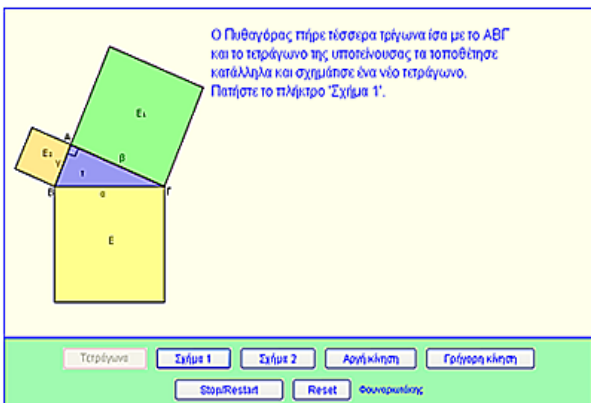 Ο Πυθαγόρας πήρε τέσσερα τρίγωνα ίσα με το ΑΒΓ
και το τετράγωνο της υποτείνουσας τα τοποθέτησε
κατάλληλα και σχημάτισε ένα νέο τετράγωνο.
Πατήστε το πλήκτρο 'Σχήμα 1'.
Ε₁
Α
Ε₂
γ
β
τ
Β
Γ
α
Ε
Τετράγωνα
Σχήμα 1
Σχήμα 2
Αργή κίνηση
Γρήγορη κίνηση
Stop/Restart
Reset
Φουναριωτάκης